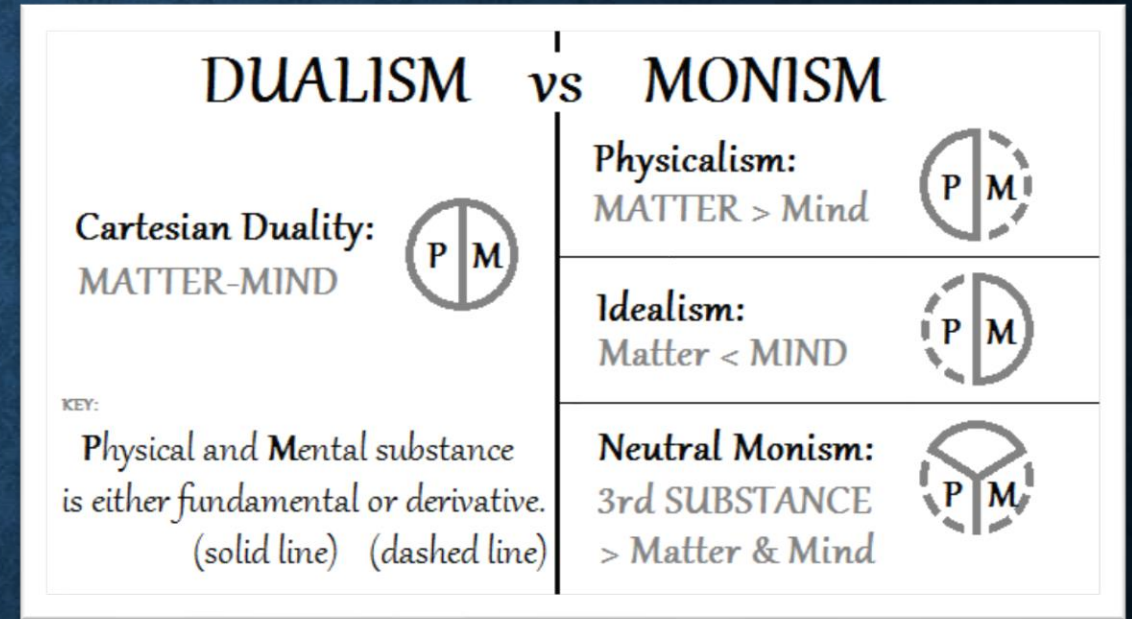 DUALISM vs MONISM
Cartesian Duality:
MATTER-MIND
P M
KEY:
Physical and Mental substance
is either fundamental or derivative.
(solid line) (dashed line)
Physicalism:
MATTER > Mind
P M
Idealism:
Matter < MIND
P M
Neutral Monism:
3rd SUBSTANCE
> Matter & Mind
P M